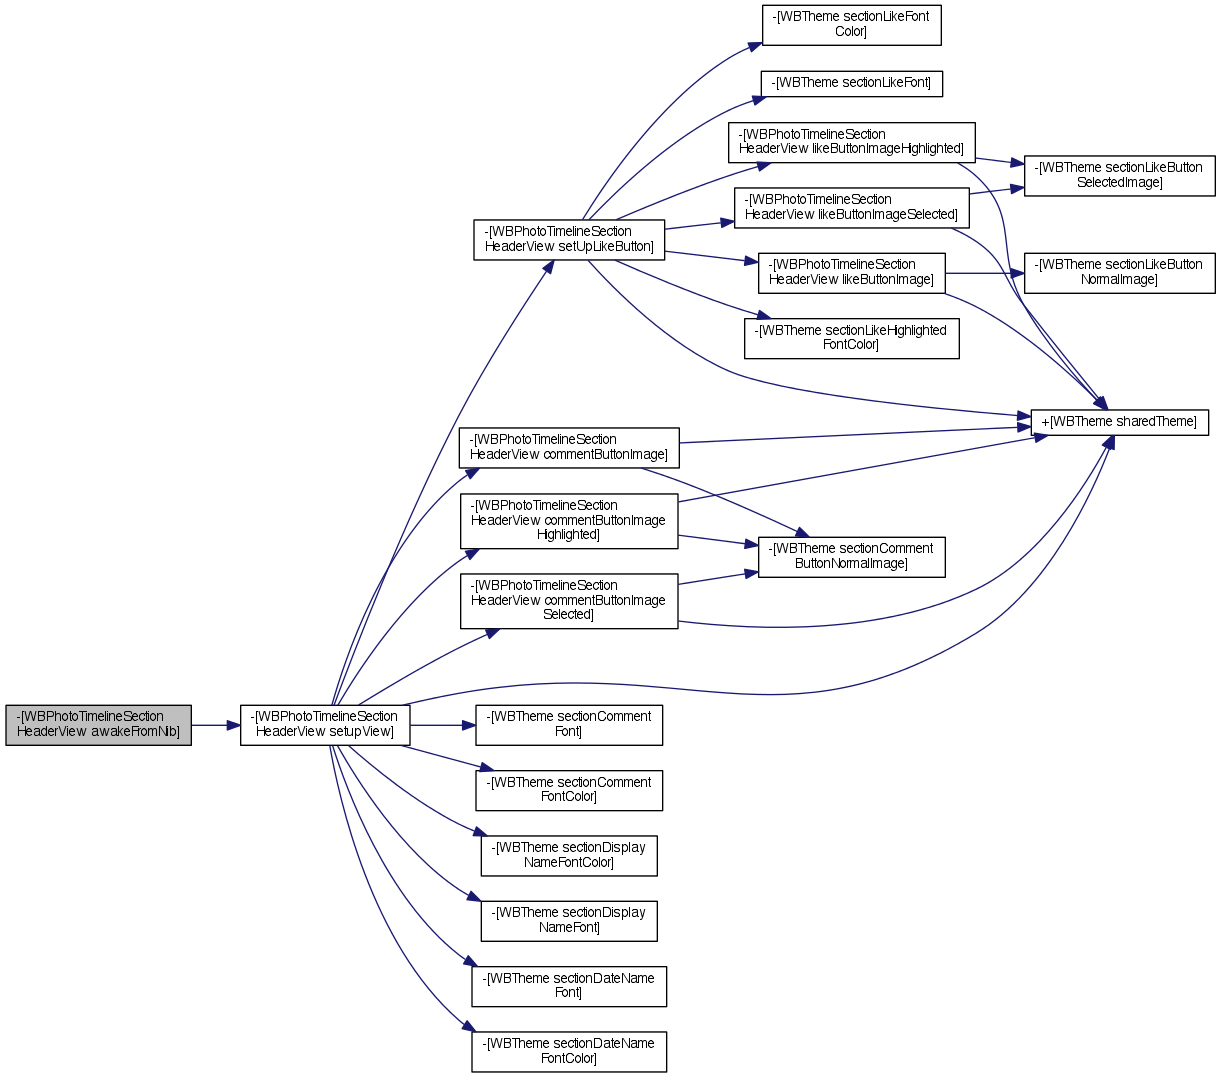 -[WBTheme sectionLikeFont
Color]
-[WBTheme sectionLikeFont]
-[WBPhotoTimelineSection
HeaderView likeButtonImageHighlighted]
-[WBTheme sectionLikeButton
SelectedImage]
-[WBPhotoTimelineSection
HeaderView likeButtonImageSelected]
-[WBPhotoTimelineSection
HeaderView setUpLikeButton]
-[WBPhotoTimelineSection
HeaderView likeButtonImage]
-[WBTheme sectionLikeButton
NormalImage]
-[WBTheme sectionLikeHighlighted
FontColor]
+[WBTheme sharedTheme]
-[WBPhotoTimelineSection
HeaderView commentButtonImage]
-[WBPhotoTimelineSection
HeaderView commentButtonImage
Highlighted]
-[WBTheme sectionComment
ButtonNormalImage]
-[WBPhotoTimelineSection
HeaderView commentButtonImage
Selected]
-[WBPhotoTimelineSection
HeaderView awakeFromNib]
-[WBPhotoTimelineSection
HeaderView setupView]
-[WBTheme sectionComment
Font]
-[WBTheme sectionComment
FontColor]
-[WBTheme sectionDisplay
NameFontColor]
-[WBTheme sectionDisplay
NameFont]
-[WBTheme sectionDateName
Font]
-[WBTheme sectionDateName
FontColor]